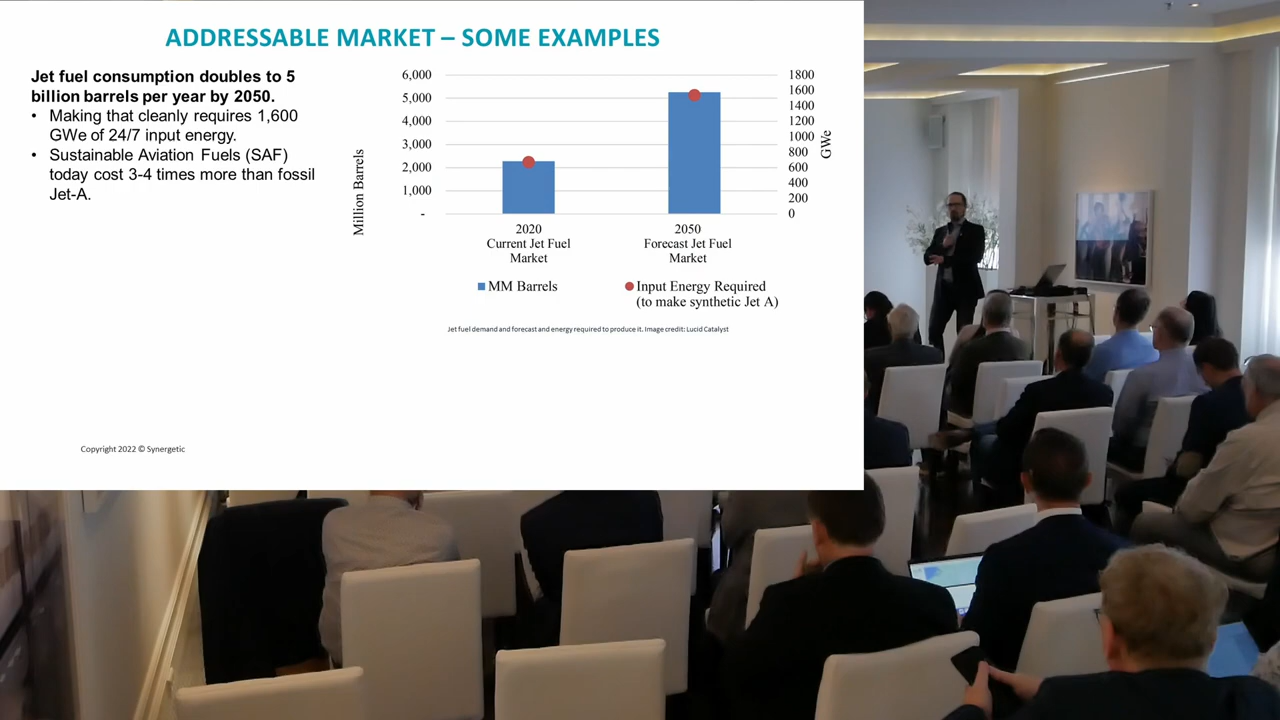 ADDRESSABLE MARKET – SOME EXAMPLES
Jet fuel consumption doubles to 5
billion barrels per year by 2050.
• Making that cleanly requires 1,600
GWe of 24/7 input energy.
• Sustainable Aviation Fuels (SAF)
today cost 3-4 times more than fossil
Jet-A.
Million Barrels
6,000
5,000
4,000
3,000
2,000
1,000
-
1800
1600
1400
1200
1000
800
600
400
200
0
GWe
2020
Current Jet Fuel
Market
2050
Forecast Jet Fuel
Market
MM Barrels
Input Energy Required
(to make synthetic Jet A)
Jet fuel demand and forecast and energy required to produce it. Image credit: Lucid Catalyst
Copyright 2022 © Synergetic